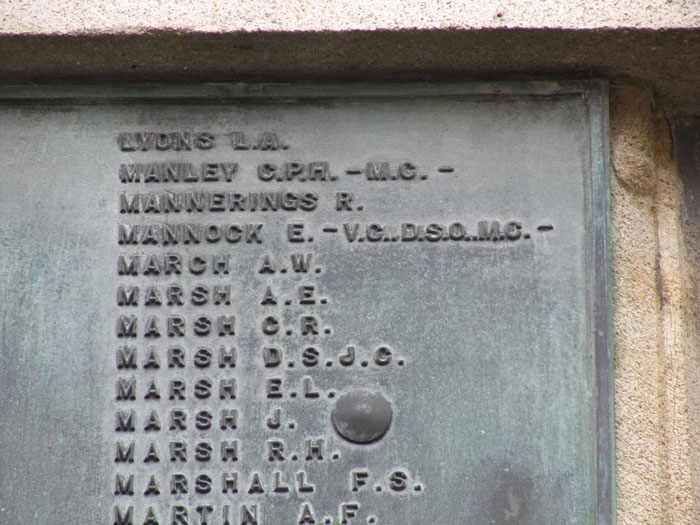 LYONS L.A.
MANLEY C.P.H. - M.C. -
MANNERINGS R.
MANNOCK E. - V.C., D.S.O., M.C. -
MARCH A.W.
MARSH A.E.
MARSH C.R.
MARSH D.S.J.C.
MARSH E.L.
MARSH J.
MARSH R.H.
MARSHALL F.S.
MARTIN A.F.